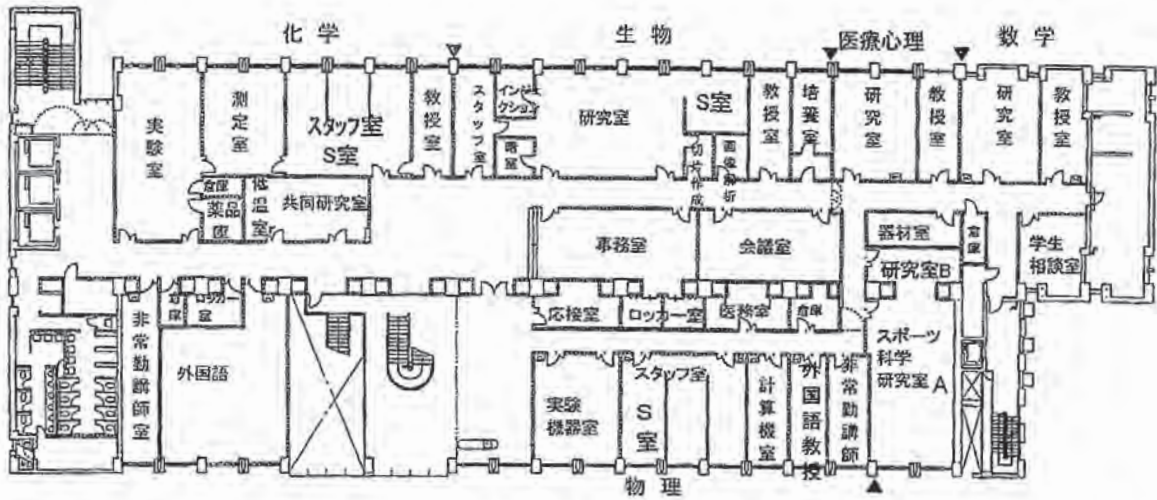 化学
生物
医療心理
数学
実験室
測定室
スタッフ室
S室
教授室
スタッフ室
インジェクション
暗室
研究室
S室
切片作成
画像解析
教授室
培養室
研究室
教授室
研究室
教授室
倉庫
薬品庫
低温室
共同研究室
事務室
会議室
器材室
倉庫
学生
相談室
研究室B
非常勤講師室
倉庫
ロッカー室
外国語
応接室
ロッカー室
医務室
倉庫
スポーツ
科学
研究室A
実験
機器室
スタッフ室
S室
計算機室
外国語教授
非常勤講師
物理